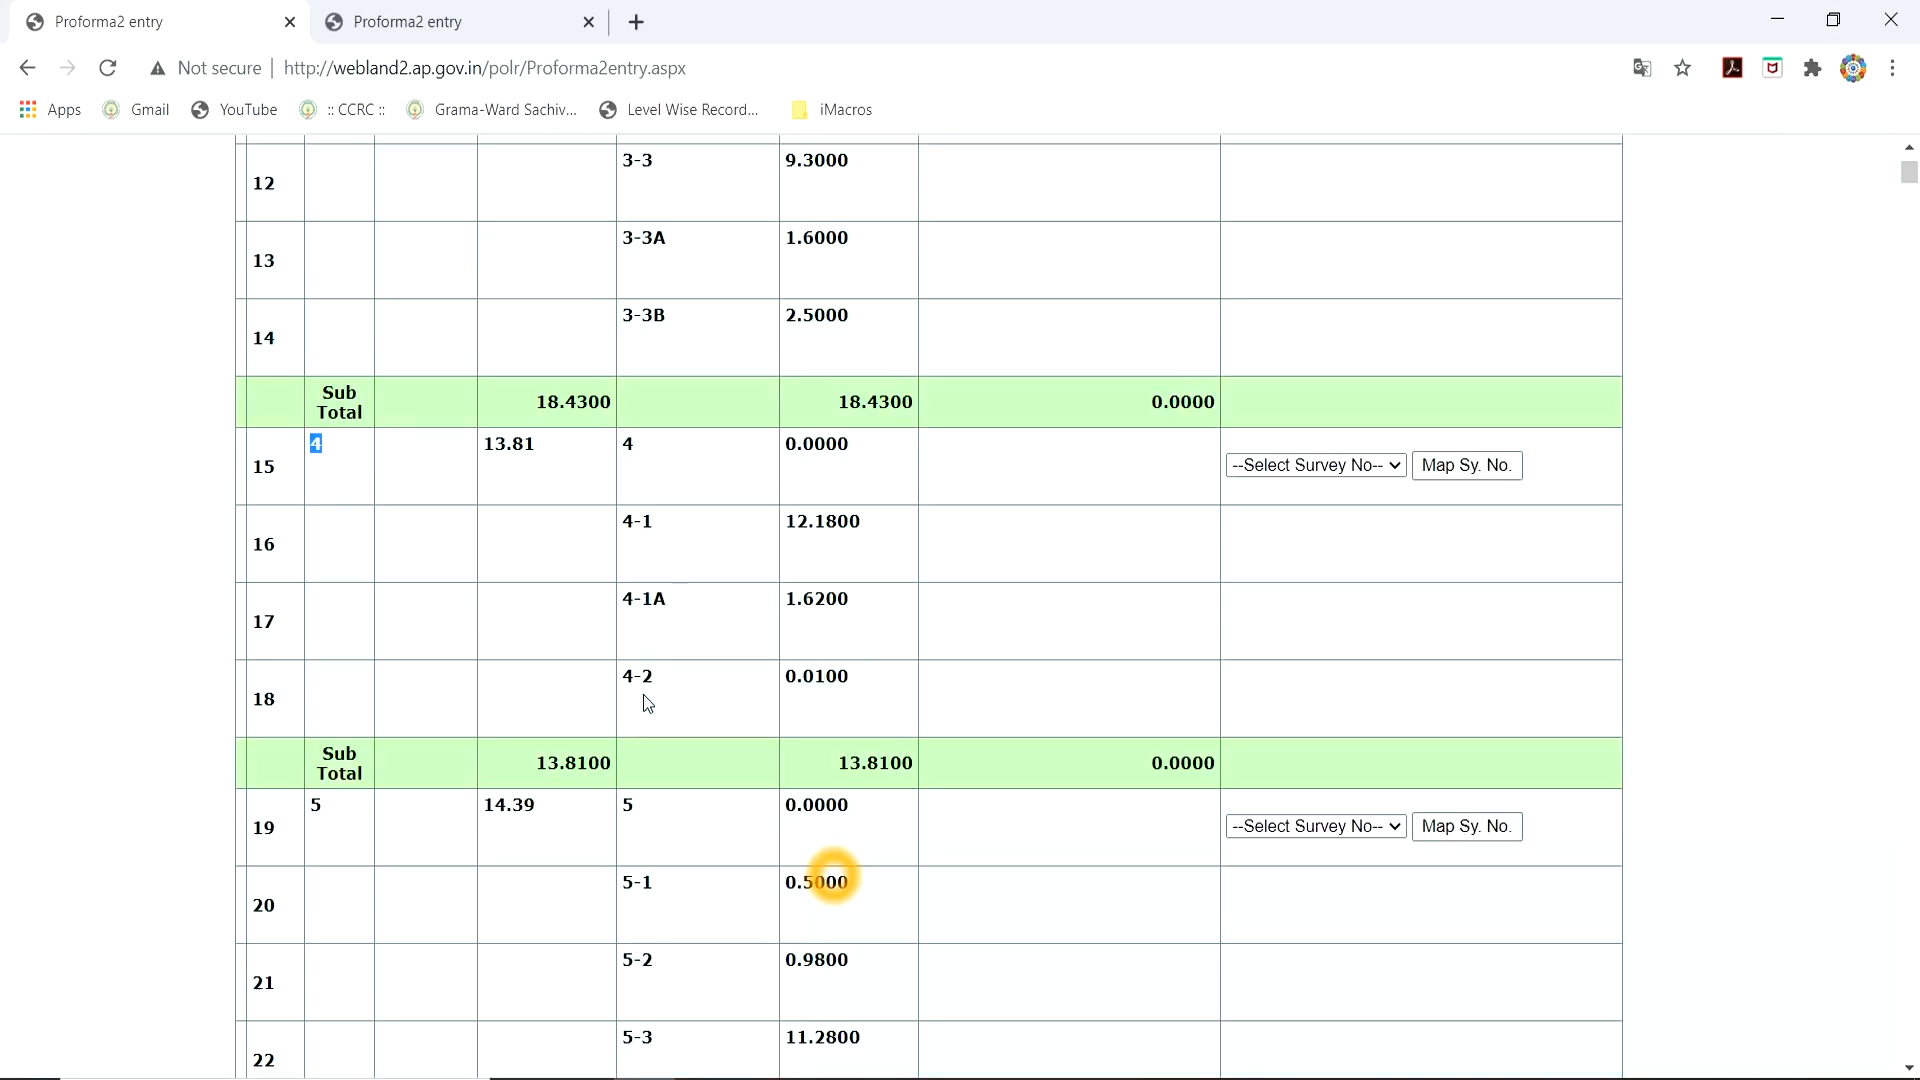 Proforma2 entry Proforma2 entry
Not secure http://webland2.ap.gov.in/polr/Proforma2entry.aspx
Apps Gmail YouTube :: CCRC :: Grama-Ward Sachiv... Level Wise Record... iMacros
12 3-3 9.3000
13 3-3A 1.6000
14 3-3B 2.5000
Sub Total 18.4300 18.4300 0.0000
15 4 13.81 4 0.0000 --Select Survey No-- Map Sy. No.
16 4-1 12.1800
17 4-1A 1.6200
18 4-2 0.0100
Sub Total 13.8100 13.8100 0.0000
19 5 14.39 5 0.0000 --Select Survey No-- Map Sy. No.
20 5-1 0.5000
21 5-2 0.9800
22 5-3 11.2800